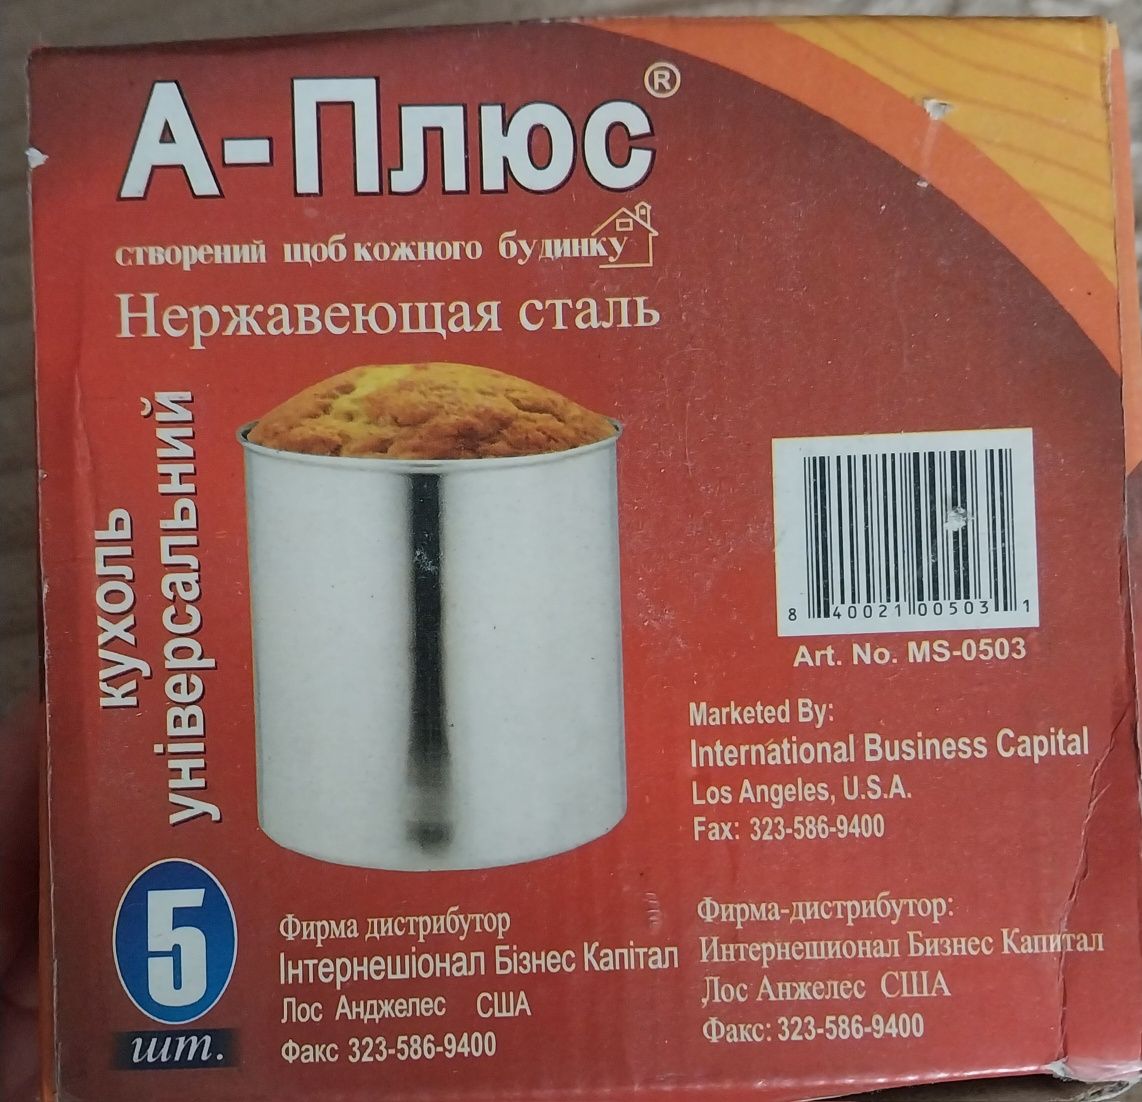 А-Плюс®
створений щоб кожного будинку
Нержавеющая сталь
кухоль
універсальний
8 40021 00503 1
Art. No. MS-0503
Marketed By:
International Business Capital
Los Angeles, U.S.A.
Fax: 323-586-9400
5
шт.
Фирма дистрибутор
Інтернешіонал Бізнес Капітал
Лос Анджелес США
Факс 323-586-9400
Фирма-дистрибутор:
Интернешионал Бизнес Капитал
Лос Анжелес США
Факс: 323-586-9400